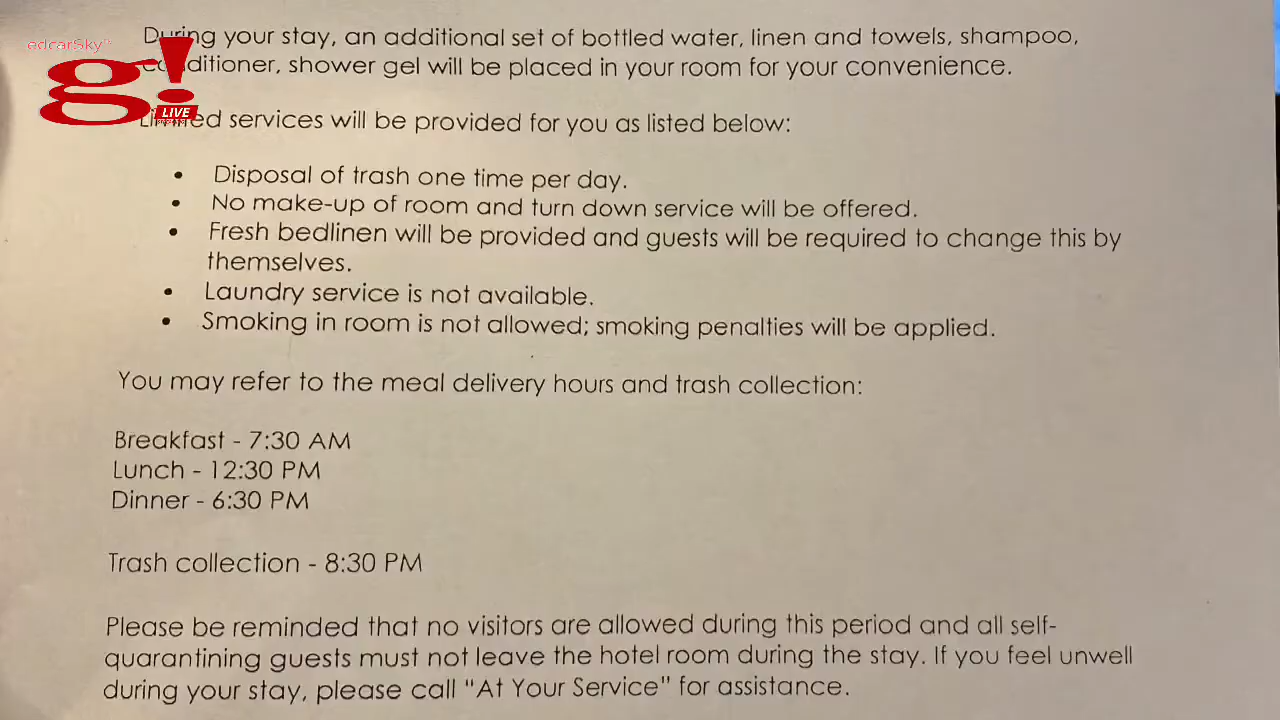 edcarSky™
g!
LIVE
During your stay, an additional set of bottled water, linen and towels, shampoo,
conditioner, shower gel will be placed in your room for your convenience.
Limited services will be provided for you as listed below:
• Disposal of trash one time per day.
• No make-up of room and turn down service will be offered.
• Fresh bedlinen will be provided and guests will be required to change this by
themselves.
• Laundry service is not available.
• Smoking in room is not allowed; smoking penalties will be applied.
You may refer to the meal delivery hours and trash collection:
Breakfast - 7:30 AM
Lunch - 12:30 PM
Dinner - 6:30 PM
Trash collection - 8:30 PM
Please be reminded that no visitors are allowed during this period and all self-
quarantining guests must not leave the hotel room during the stay. If you feel unwell
during your stay, please call "At Your Service" for assistance.